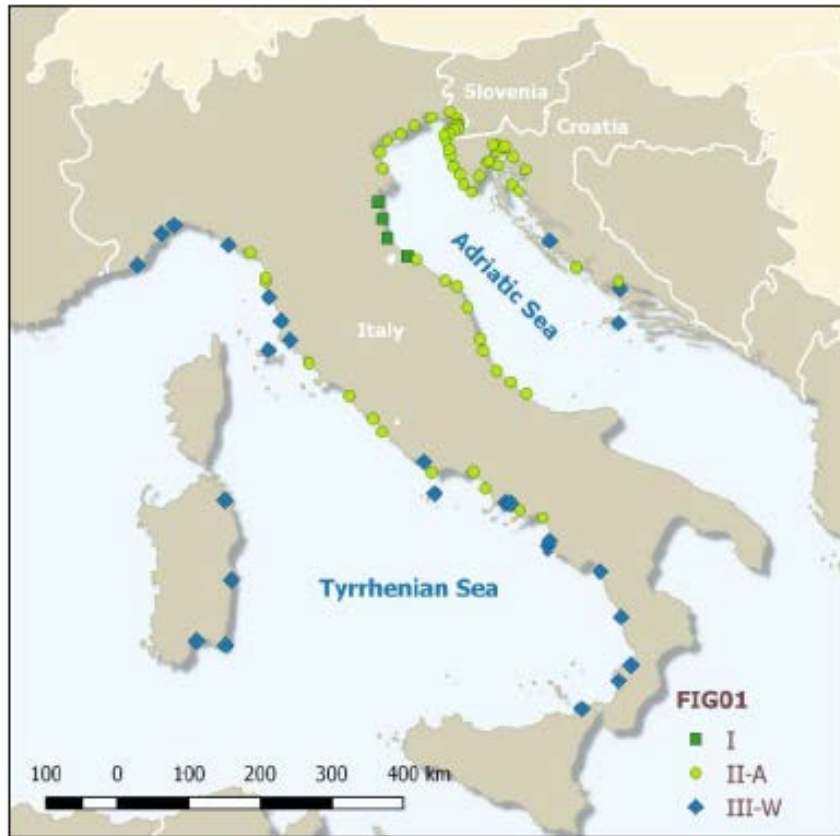 Slovenia
Croatia
Adriatic Sea
Italy
Tyrrhenian Sea
FIG01
I
II-A
III-W
100 0 100 200 300 400 km